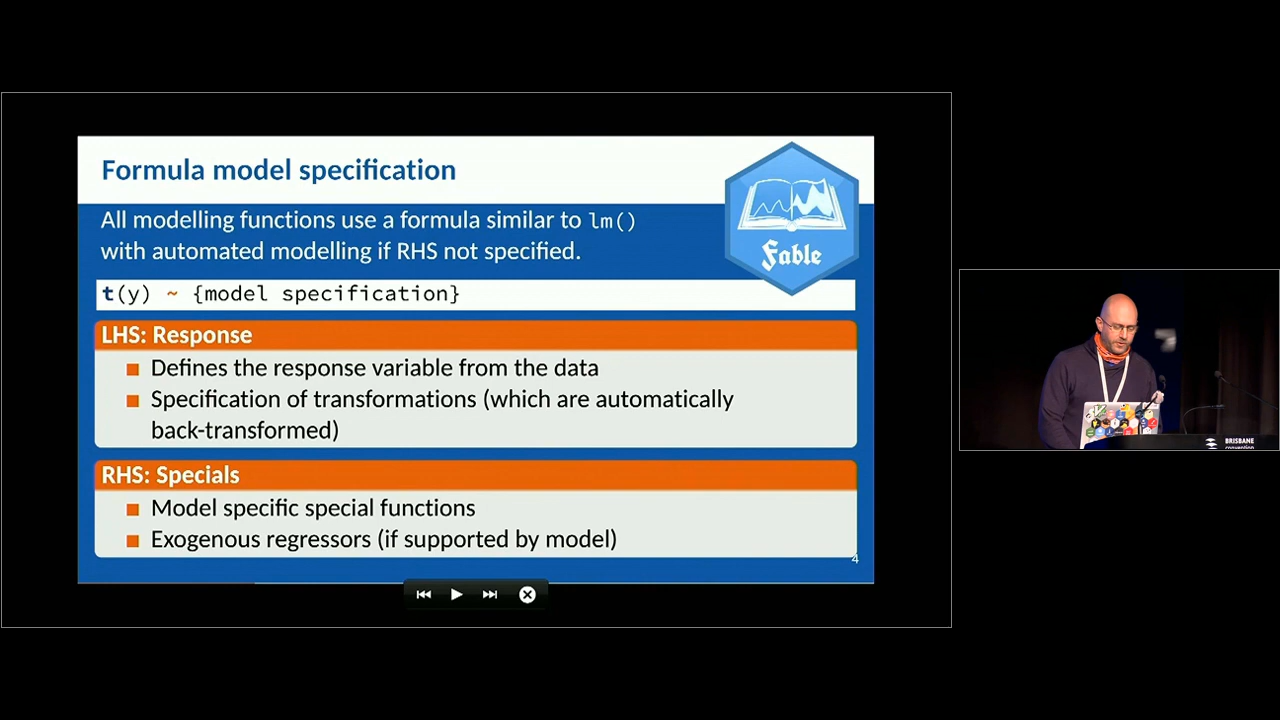 Formula model specification
All modelling functions use a formula similar to lm()
with automated modelling if RHS not specified.
Fable
t(y) ~ {model specification}
LHS: Response
Defines the response variable from the data
Specification of transformations (which are automatically
back-transformed)
RHS: Specials
Model specific special functions
Exogenous regressors (if supported by model)
4
BRISBANE
convention